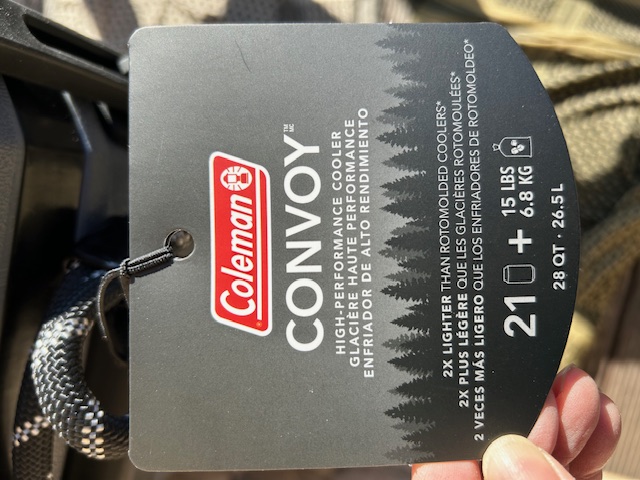 Coleman
CONVOY™ MC
HIGH-PERFORMANCE COOLER
GLACIÈRE HAUTE PERFORMANCE
ENFRIADOR DE ALTO RENDIMIENTO
2X LIGHTER THAN ROTOMOLDED COOLERS*
2X PLUS LÉGÈRE QUE LES GLACIÈRES ROTOMOULÉES*
2 VECES MÁS LIGERO QUE LOS ENFRIADORES DE ROTOMOLDEO*
21 + 15 LBS
6.8 KG
28 QT · 26.5 L